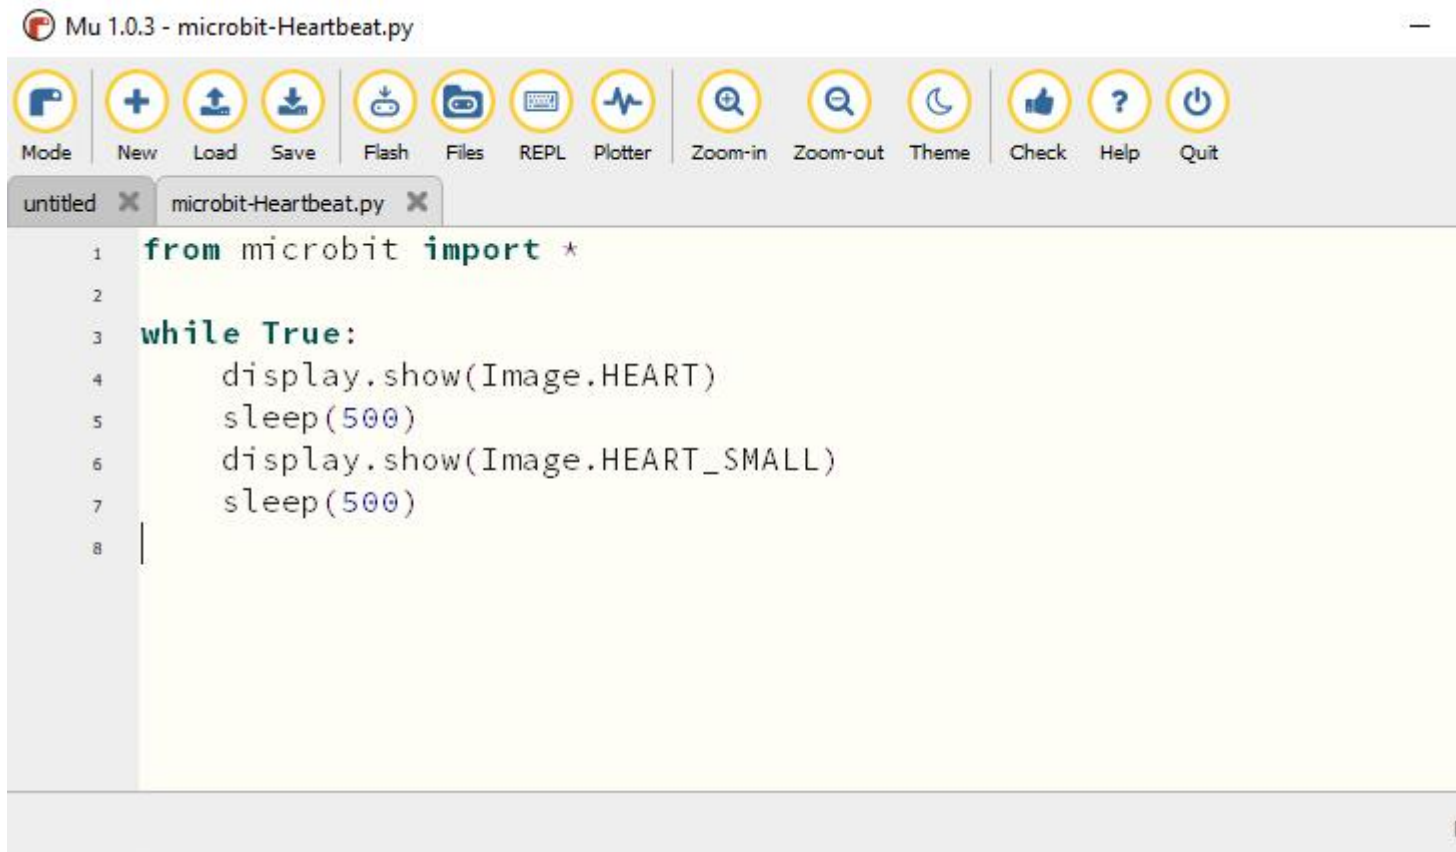 Mu 1.0.3 - microbit-Heartbeat.py
Mode New Load Save Flash Files REPL Plotter Zoom-in Zoom-out Theme Check Help Quit
untitled microbit-Heartbeat.py
1 from microbit import *
2
3 while True:
4     display.show(Image.HEART)
5     sleep(500)
6     display.show(Image.HEART_SMALL)
7     sleep(500)
8